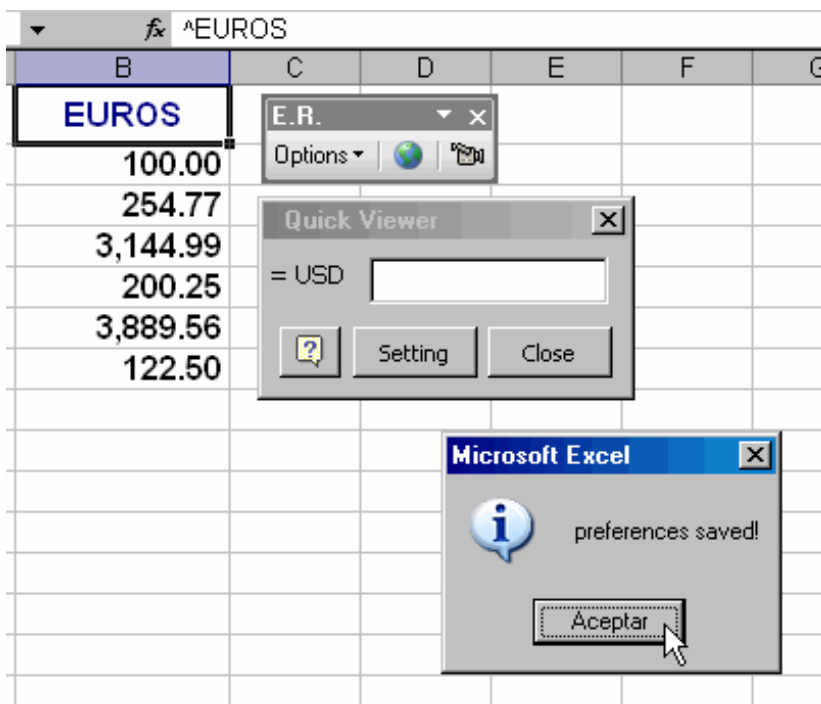 fx ^EUROS
B C D E F G
EUROS
100.00
254.77
3,144.99
200.25
3,889.56
122.50
E.R.
Options
Quick Viewer
= USD
?
Setting Close
Microsoft Excel
i
preferences saved!
Aceptar